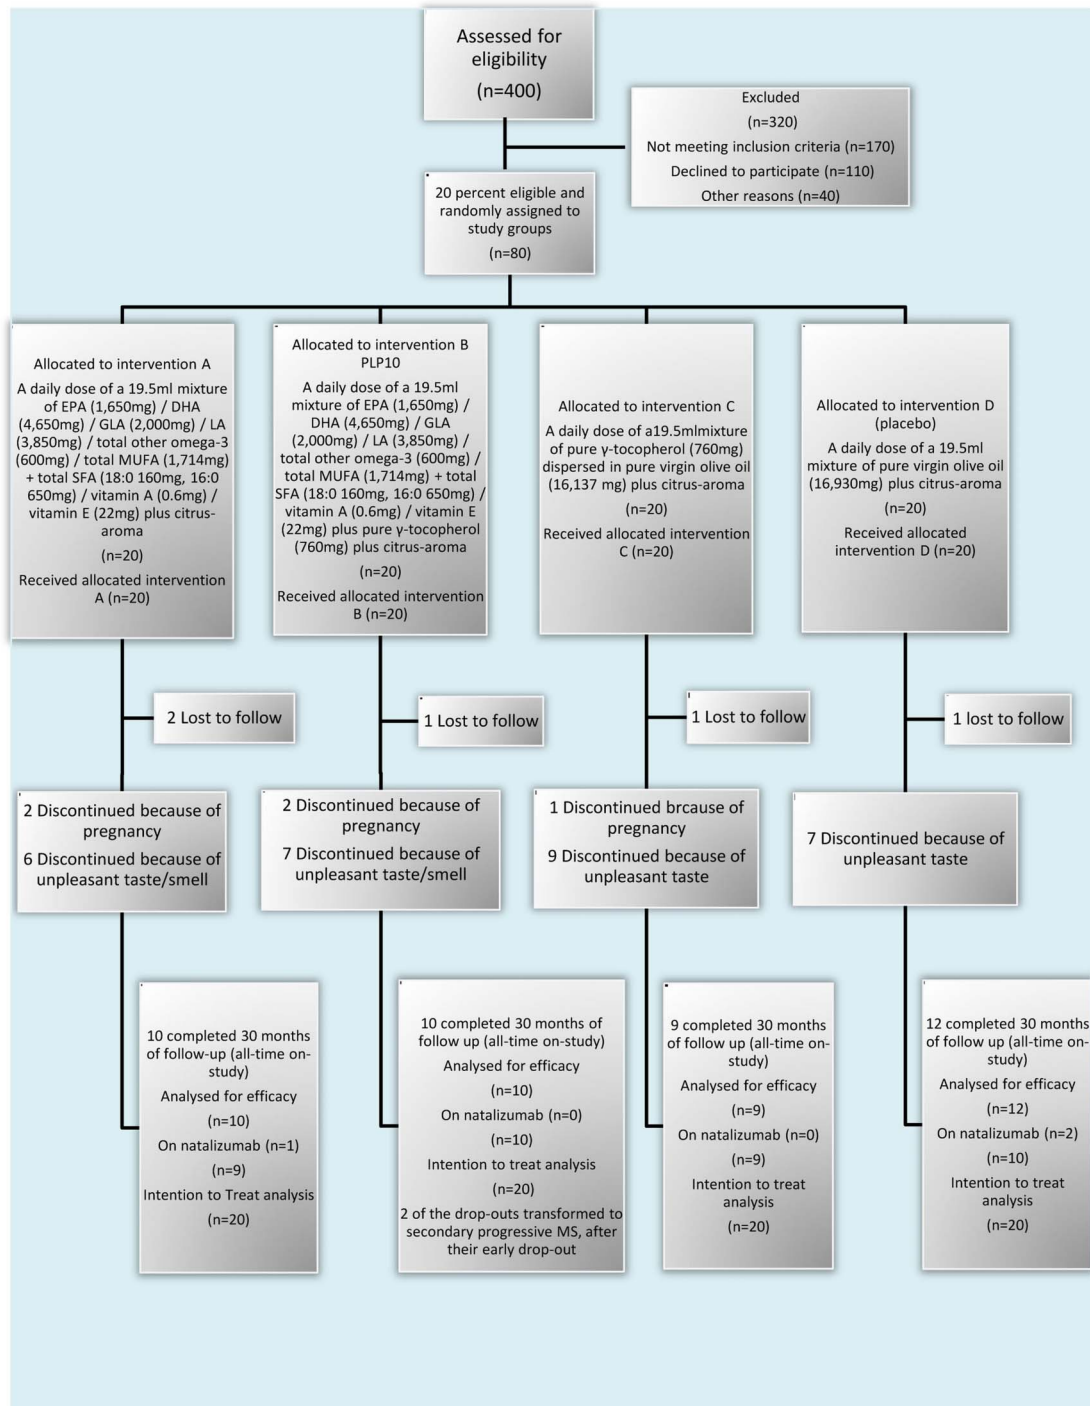 Assessed for
eligibility
(n=400)
Excluded
(n=320)
Not meeting inclusion criteria (n=170)
Declined to participate (n=110)
Other reasons (n=40)
20 percent eligible and
randomly assigned to
study groups
(n=80)
Allocated to intervention A
A daily dose of a 19.5ml mixture
of EPA (1,650mg) / DHA
(4,650mg) / GLA (2,000mg) / LA
(3,850mg) / total other omega-3
(600mg) / total MUFA (1,714mg)
+ total SFA (18:0 160mg, 16:0
650mg) / vitamin A (0.6mg) /
vitamin E (22mg) plus citrus-
aroma
(n=20)
Received allocated intervention
A (n=20)
Allocated to intervention B
PLP10
A daily dose of a 19.5ml
mixture of EPA (1,650mg) /
DHA (4,650mg) / GLA
(2,000mg) / LA (3,850mg) /
total other omega-3 (600mg) /
total MUFA (1,714mg) + total
SFA (18:0 160mg, 16:0 650mg) /
vitamin A (0.6mg) / vitamin E
(22mg) plus pure γ-tocopherol
(760mg) plus citrus-aroma
(n=20)
Received allocated intervention
B (n=20)
Allocated to intervention C
A daily dose of a19.5mlmixture
of pure γ-tocopherol (760mg)
dispersed in pure virgin olive oil
(16,137 mg) plus citrus-aroma
(n=20)
Received allocated intervention
C (n=20)
Allocated to intervention D
(placebo)
A daily dose of a 19.5ml
mixture of pure virgin olive oil
(16,930mg) plus citrus-aroma
(n=20)
Received allocated
intervention D (n=20)
2 Lost to follow
1 Lost to follow
1 Lost to follow
1 lost to follow
2 Discontinued because of
pregnancy
6 Discontinued because of
unpleasant taste/smell
2 Discontinued because of
pregnancy
7 Discontinued because of
unpleasant taste/smell
1 Discontinued brcause of
pregnancy
9 Discontinued because of
unpleasant taste
7 Discontinued because of
unpleasant taste
10 completed 30 months
of follow-up (all-time on-
study)
Analysed for efficacy
(n=10)
On natalizumab (n=1)
(n=9)
Intention to Treat analysis
(n=20)
10 completed 30 months of
follow up (all-time on-study)
Analysed for efficacy
(n=10)
On natalizumab (n=0)
(n=10)
Intention to treat analysis
(n=20)
2 of the drop-outs transformed to
secondary progressive MS, after
their early drop-out
9 completed 30 months
of follow up (all-time on-
study)
Analysed for efficacy
(n=9)
On natalizumab (n=0)
(n=9)
Intention to treat
analysis
(n=20)
12 completed 30 months
of follow up (all-time on-
study)
Analysed for efficacy
(n=12)
On natalizumab (n=2)
(n=10)
Intention to treat
analysis
(n=20)